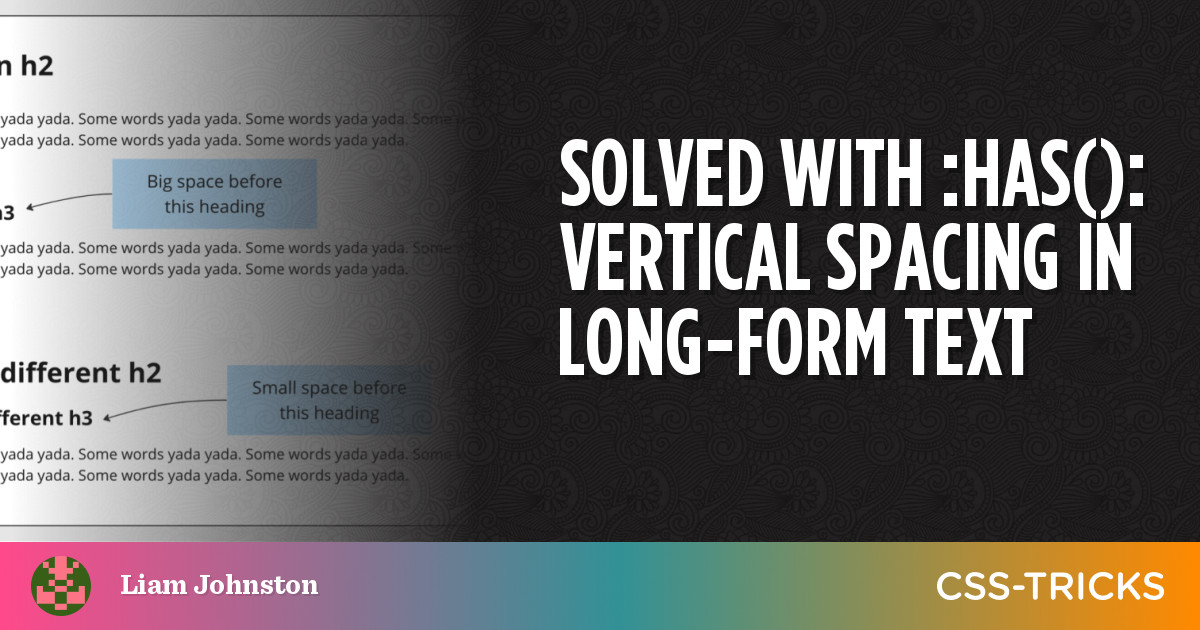 n h2
yada yada. Some words yada yada. Some words yada yada. Some
yada yada. Some words yada yada. Some words yada yada.
Big space before
this heading
h3
yada yada. Some words yada yada. Some words yada yada. Some
yada yada. Some words yada yada. Some words yada yada.
different h2
Small space before
this heading
fferent h3
yada yada. Some words yada yada. Some words yada yada. Some
yada yada. Some words yada yada. Some words yada yada.
SOLVED WITH :HAS():
VERTICAL SPACING IN
LONG-FORM TEXT
Liam Johnston
CSS-TRICKS